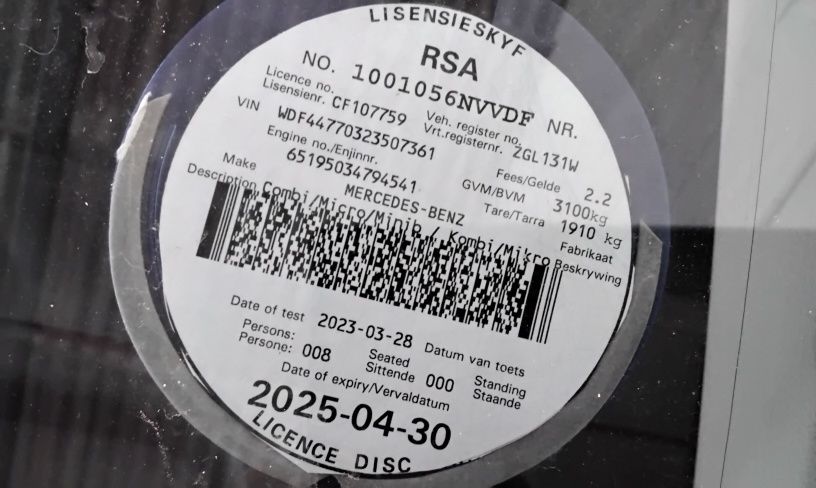 LISENSIESKYF
RSA
NO. 1001056NVVDF NR.
Licence no. Veh. register no.
Lisensienr. CF107759 Vrt.registernr. ZGL131W
VIN WDF44770323507361 Fees/Gelde 2.2
Engine no./Enjinnr. 65195034794541 GVM/BVM 3100kg
Make MERCEDES-BENZ Tare/Tarra 1910 kg Fabrikaat
Description Combi/Micro/Minib / Kombi/Mikro Beskrywing
Date of test 2023-03-28 Datum van toets
Persons: Seated Standing
Persone: 008 Sittende 000 Staande
Date of expiry/Vervaldatum
2025-04-30
LICENCE DISC